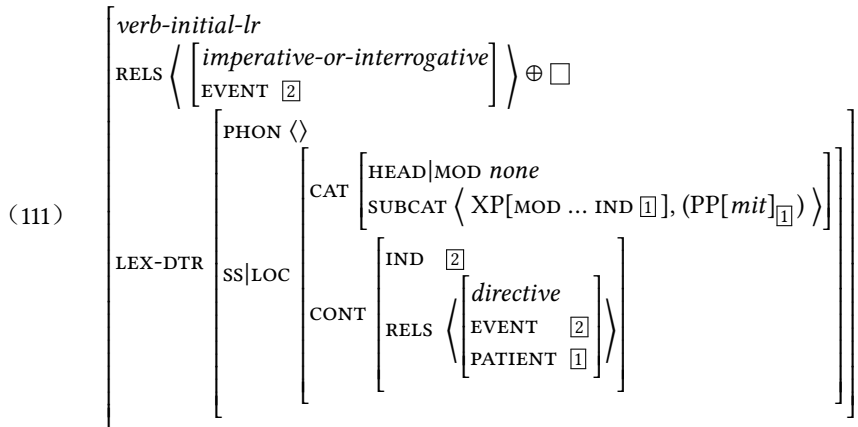 (111)
verb-initial-lr
RELS ⟨ [ imperative-or-interrogative
EVENT [2] ] ⟩ ⊕ □
LEX-DTR
PHON ⟨⟩
SS|LOC
CAT
HEAD|MOD none
SUBCAT ⟨ XP[MOD ... IND [1]], (PP[mit][1]) ⟩
CONT
IND [2]
RELS ⟨ [ directive
EVENT [2]
PATIENT [1] ] ⟩